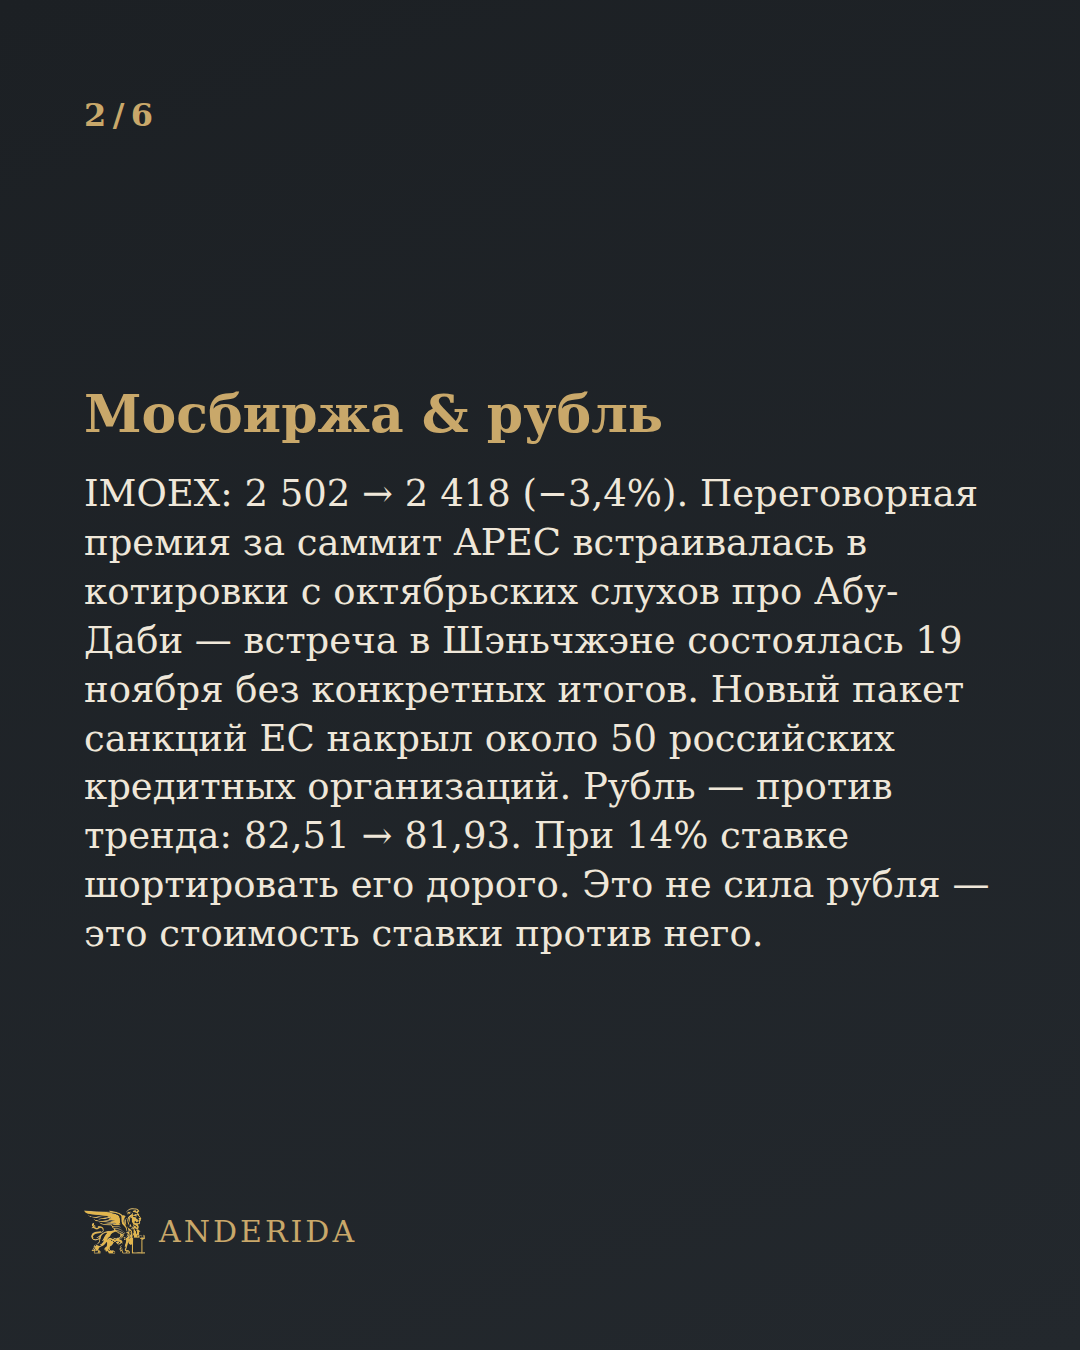 2/6
Мосбиржа & рубль
IMOEX: 2 502 → 2 418 (−3,4%). Переговорная
премия за саммит АРЕС встраивалась в
котировки с октябрьских слухов про Абу-
Даби — встреча в Шэньчжэне состоялась 19
ноября без конкретных итогов. Новый пакет
санкций ЕС накрыл около 50 российских
кредитных организаций. Рубль — против
тренда: 82,51 → 81,93. При 14% ставке
шортировать его дорого. Это не сила рубля —
это стоимость ставки против него.
ANDERIDA